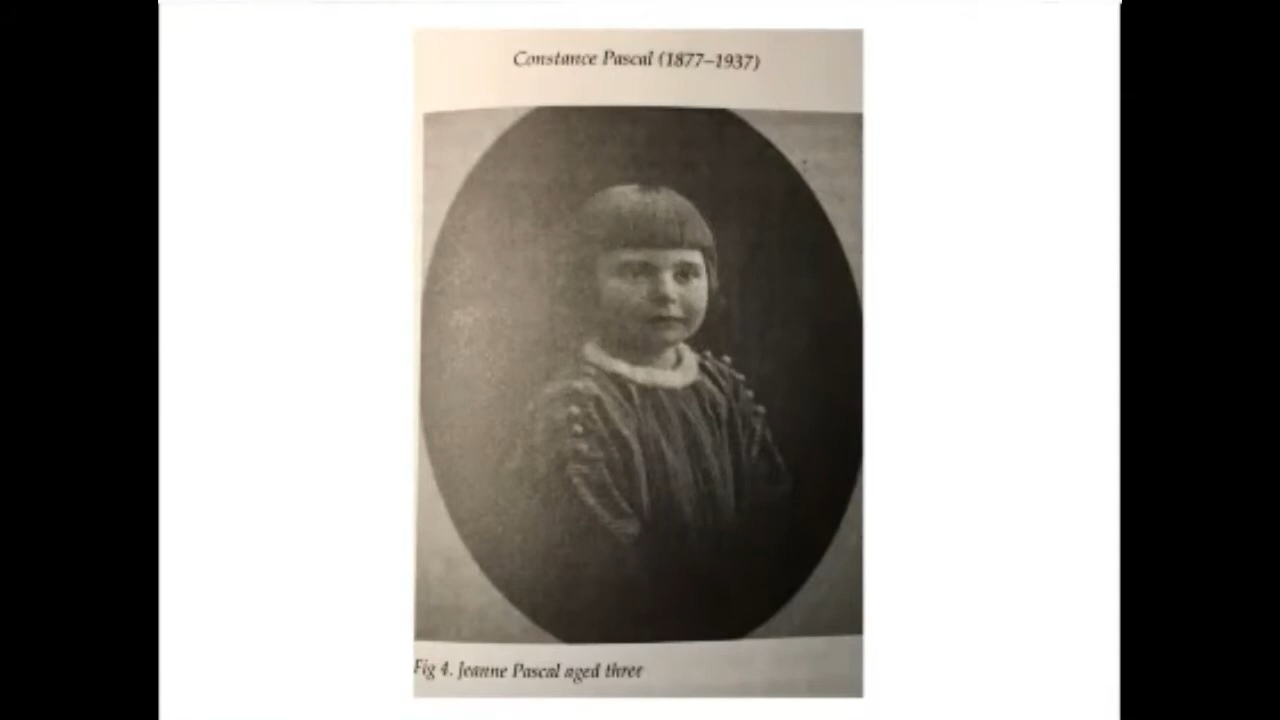 Constance Pascal (1877–1937)
Fig 4. Jeanne Pascal aged three